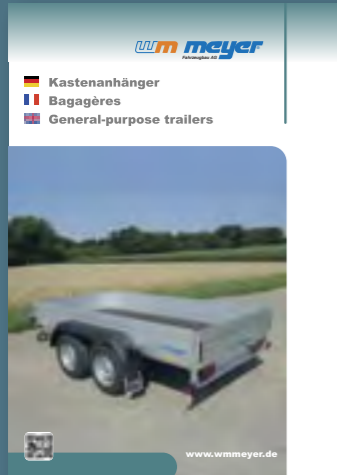 wm meyer
Fahrzeugbau AG
Kastenanhänger
Bagagères
General-purpose trailers
www.wmmeyer.de